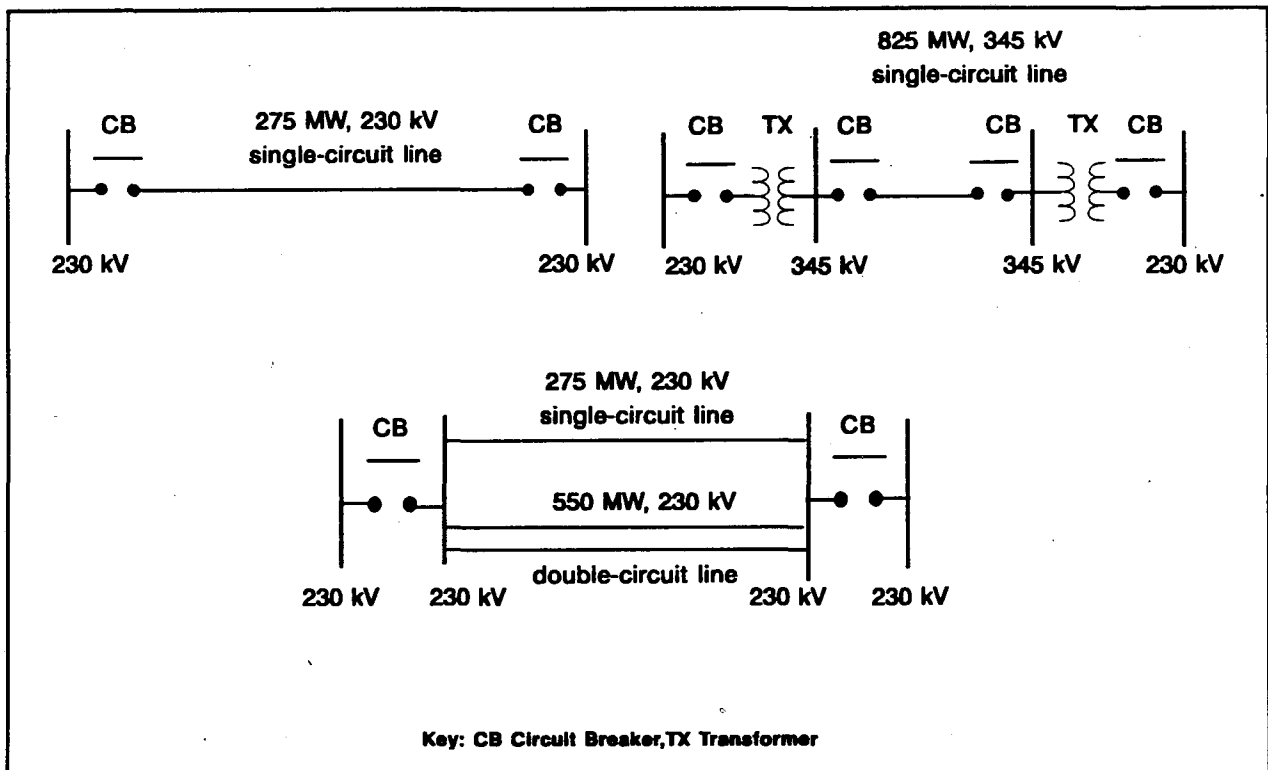 825 MW, 345 kV
single-circuit line
275 MW, 230 kV
single-circuit line
CB
CB
CB
TX
CB
CB
TX
CB
230 kV
230 kV
230 kV
345 kV
345 kV
230 kV
275 MW, 230 kV
single-circuit line
CB
CB
550 MW, 230 kV
double-circuit line
230 kV
230 kV
230 kV
230 kV
Key: CB Circuit Breaker,TX Transformer